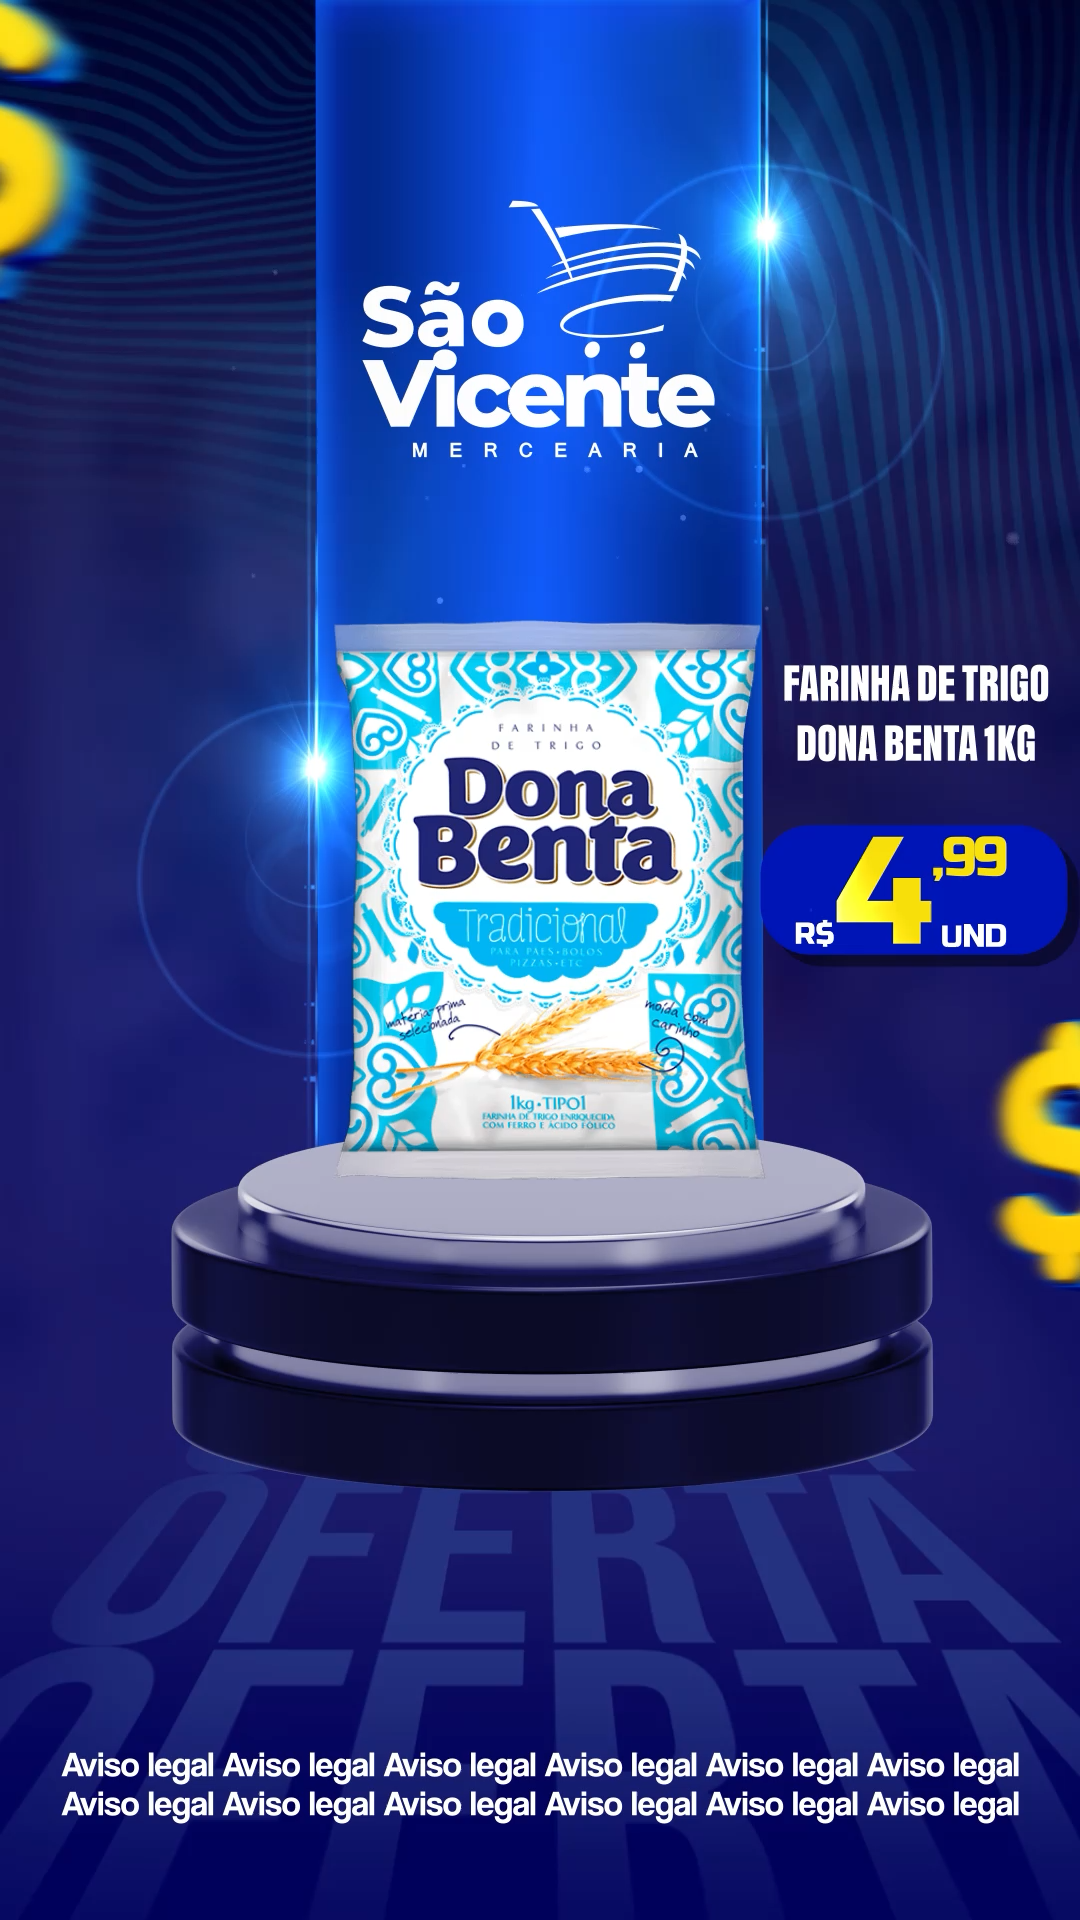 São
Vicente
MERCEARIA
FARINHA DE TRIGO
DONA BENTA 1KG
R$4,99
UND
FARINHA
DE TRIGO
Dona
Benta
Tradicional
PARA PÃES•BOLOS
PIZZAS•ETC
matéria-prima
selecionada
moída com
carinho
1kg•TIPO1
FARINHA DE TRIGO ENRIQUECIDA
COM FERRO E ÁCIDO FÓLICO
OFERTA
OFERTA
Aviso legal Aviso legal Aviso legal Aviso legal Aviso legal Aviso legal
Aviso legal Aviso legal Aviso legal Aviso legal Aviso legal Aviso legal